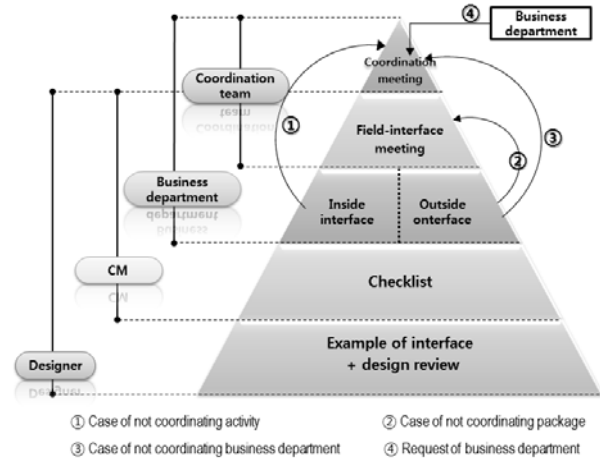 ④
Business
department
Coordination
meeting
Coordination
team
①
Field-interface
meeting
②
③
Business
department
Inside
interface
Outside
onterface
CM
Checklist
Example of interface
+ design review
Designer
① Case of not coordinating activity
② Case of not coordinating package
③ Case of not coordinating business department
④ Request of business department